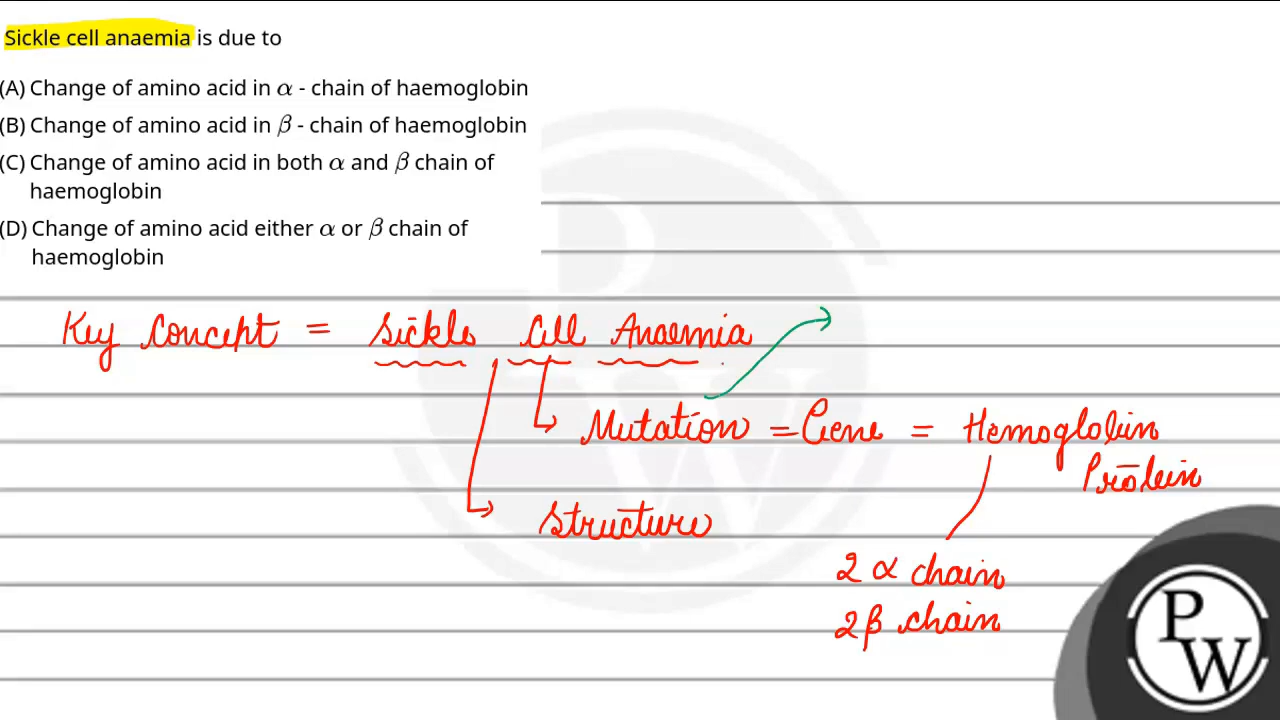 Sickle cell anaemia is due to
(A) Change of amino acid in α - chain of haemoglobin
(B) Change of amino acid in β - chain of haemoglobin
(C) Change of amino acid in both α and β chain of
haemoglobin
(D) Change of amino acid either α or β chain of
haemoglobin
Key Concept = Sickle Cell Anaemia
Mutation = Gene = Hemoglobin
Protein
Structure
2 α chain
2 β chain
P
W